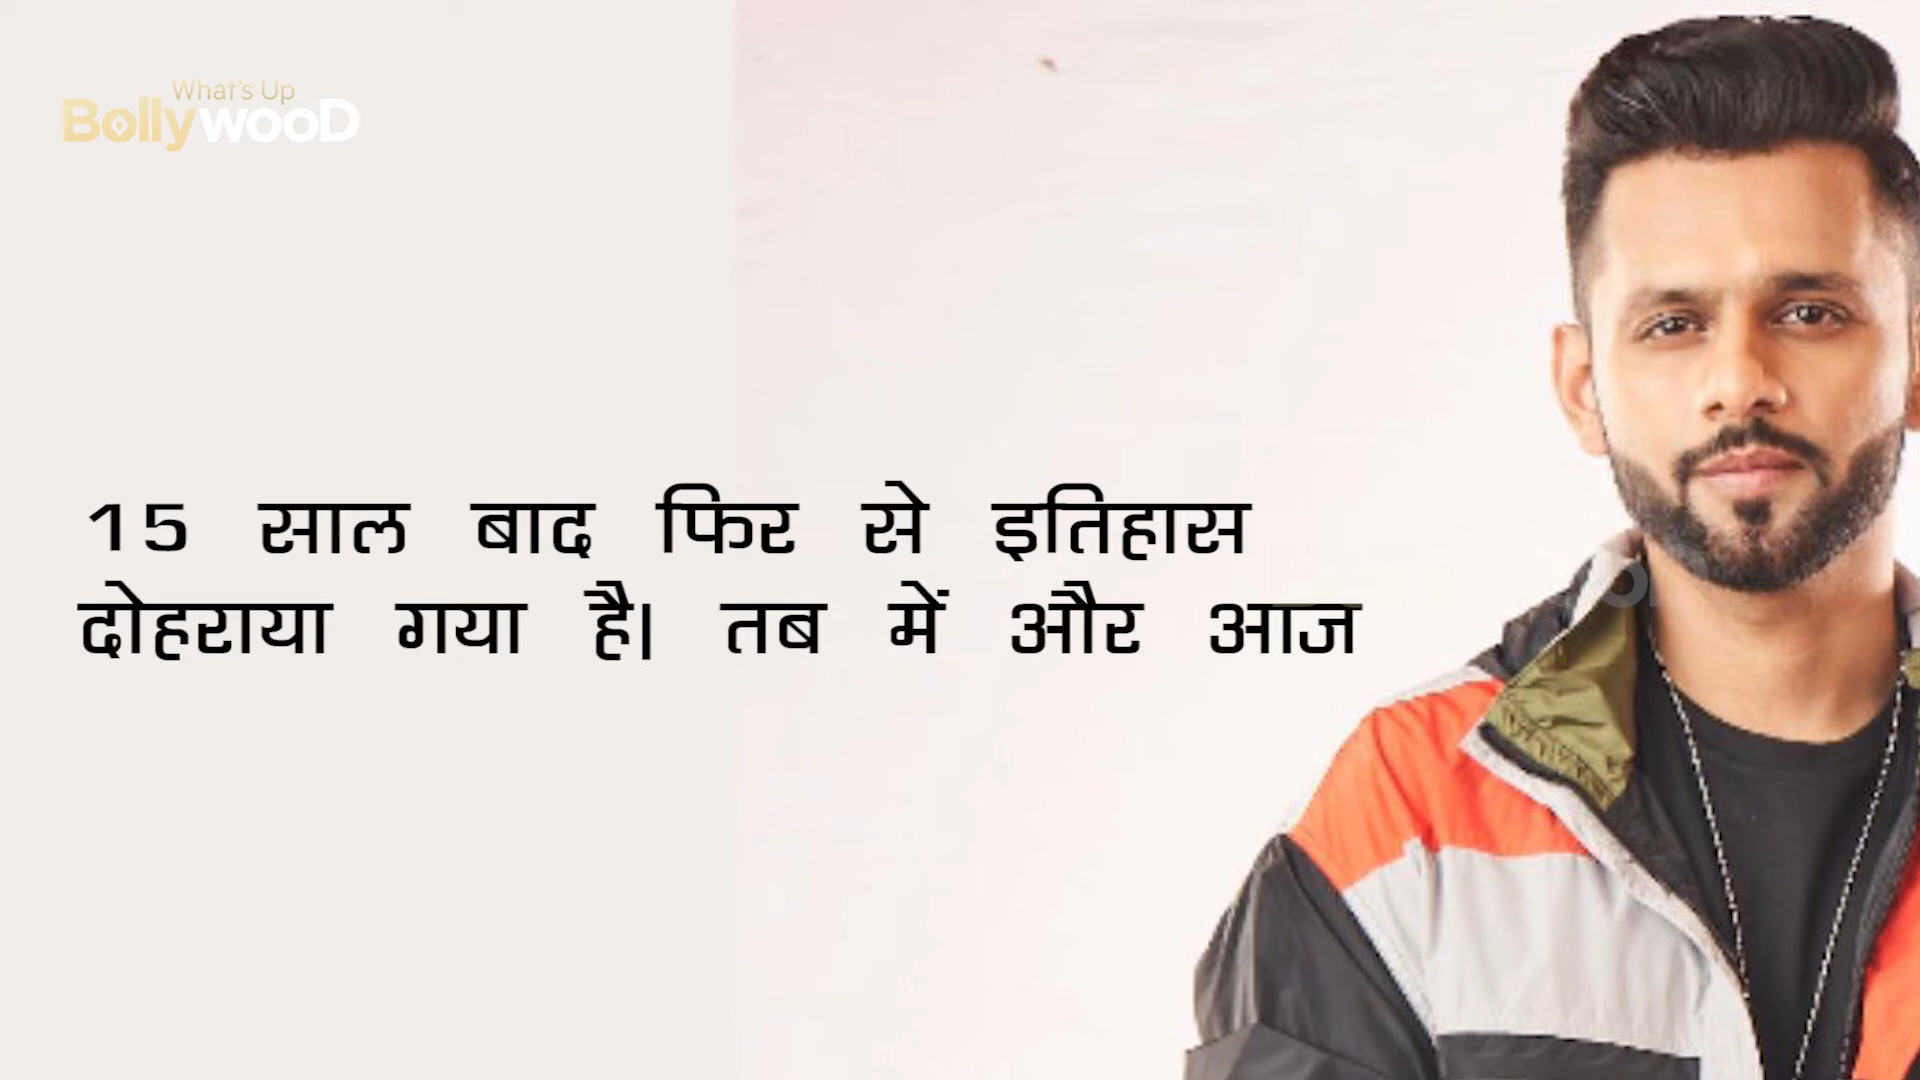 What's Up
BollywooD
15 साल बाद फिर से इतिहास
दोहराया गया है। तब में और आज